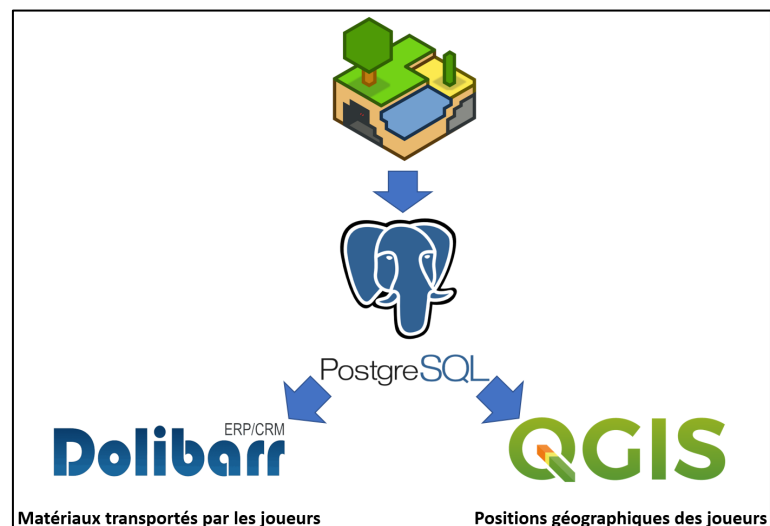 PostgreSQL
ERP/CRM
Dolibarr
QGIS
Matériaux transportés par les joueurs
Positions géographiques des joueurs